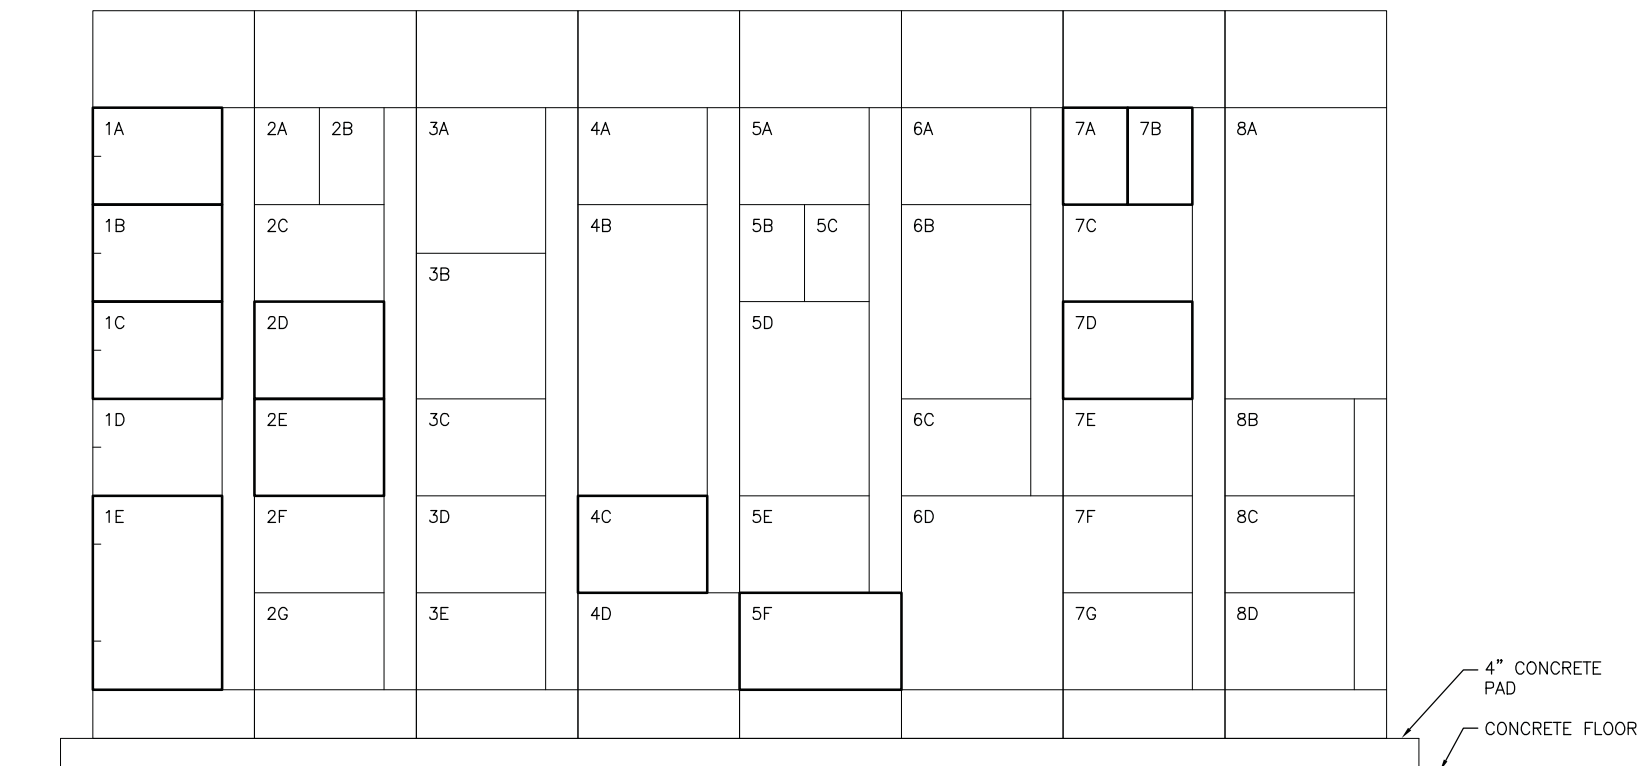 1A
2A
2B
3A
4A
5A
6A
7A
7B
8A
1B
2C
4B
5B
5C
6B
7C
3B
1C
2D
5D
7D
1D
2E
3C
6C
7E
8B
1E
2F
3D
4C
5E
6D
7F
8C
2G
3E
4D
5F
7G
8D
4" CONCRETE
PAD
CONCRETE FLOOR